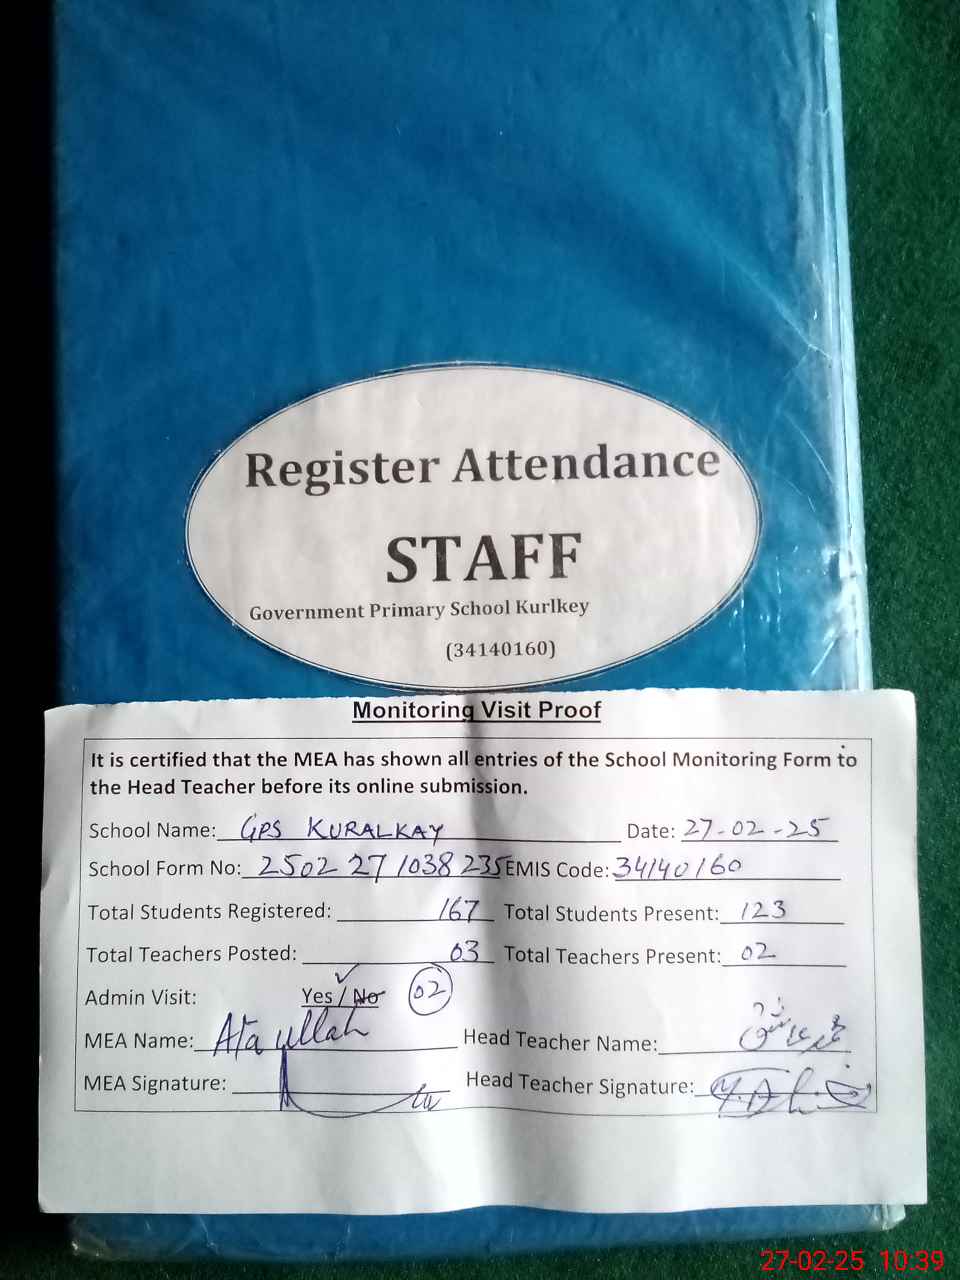 Register Attendance
STAFF
Government Primary School Kurlkey
(34140160)
Monitoring Visit Proof
It is certified that the MEA has shown all entries of the School Monitoring Form to
the Head Teacher before its online submission.
School Name: GPS KURALKAY Date: 27-02-25
School Form No: 2502 27 1038 235 EMIS Code: 34140160
Total Students Registered: 167 Total Students Present: 123
Total Teachers Posted: 03 Total Teachers Present: 02
Admin Visit: Yes / No 02
MEA Name: Ata ullah Head Teacher Name:
MEA Signature: Head Teacher Signature:
27-02-25 10:39